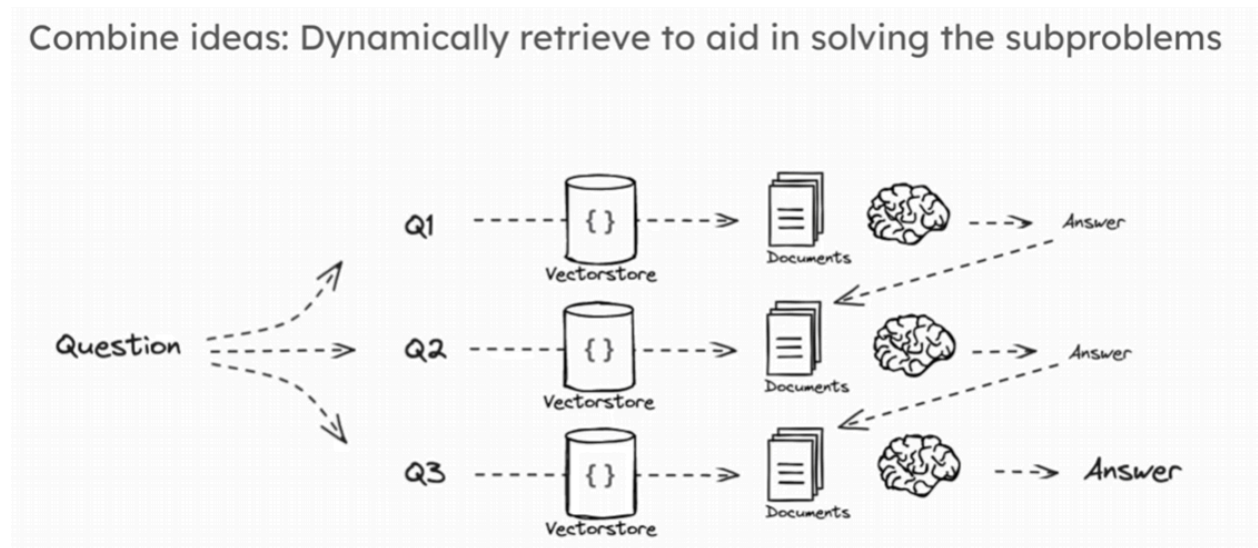 Combine ideas: Dynamically retrieve to aid in solving the subproblems
Q1
{}
Vectorstore
Documents
Answer
Question
Q2
{}
Vectorstore
Documents
Answer
Q3
{}
Vectorstore
Documents
Answer